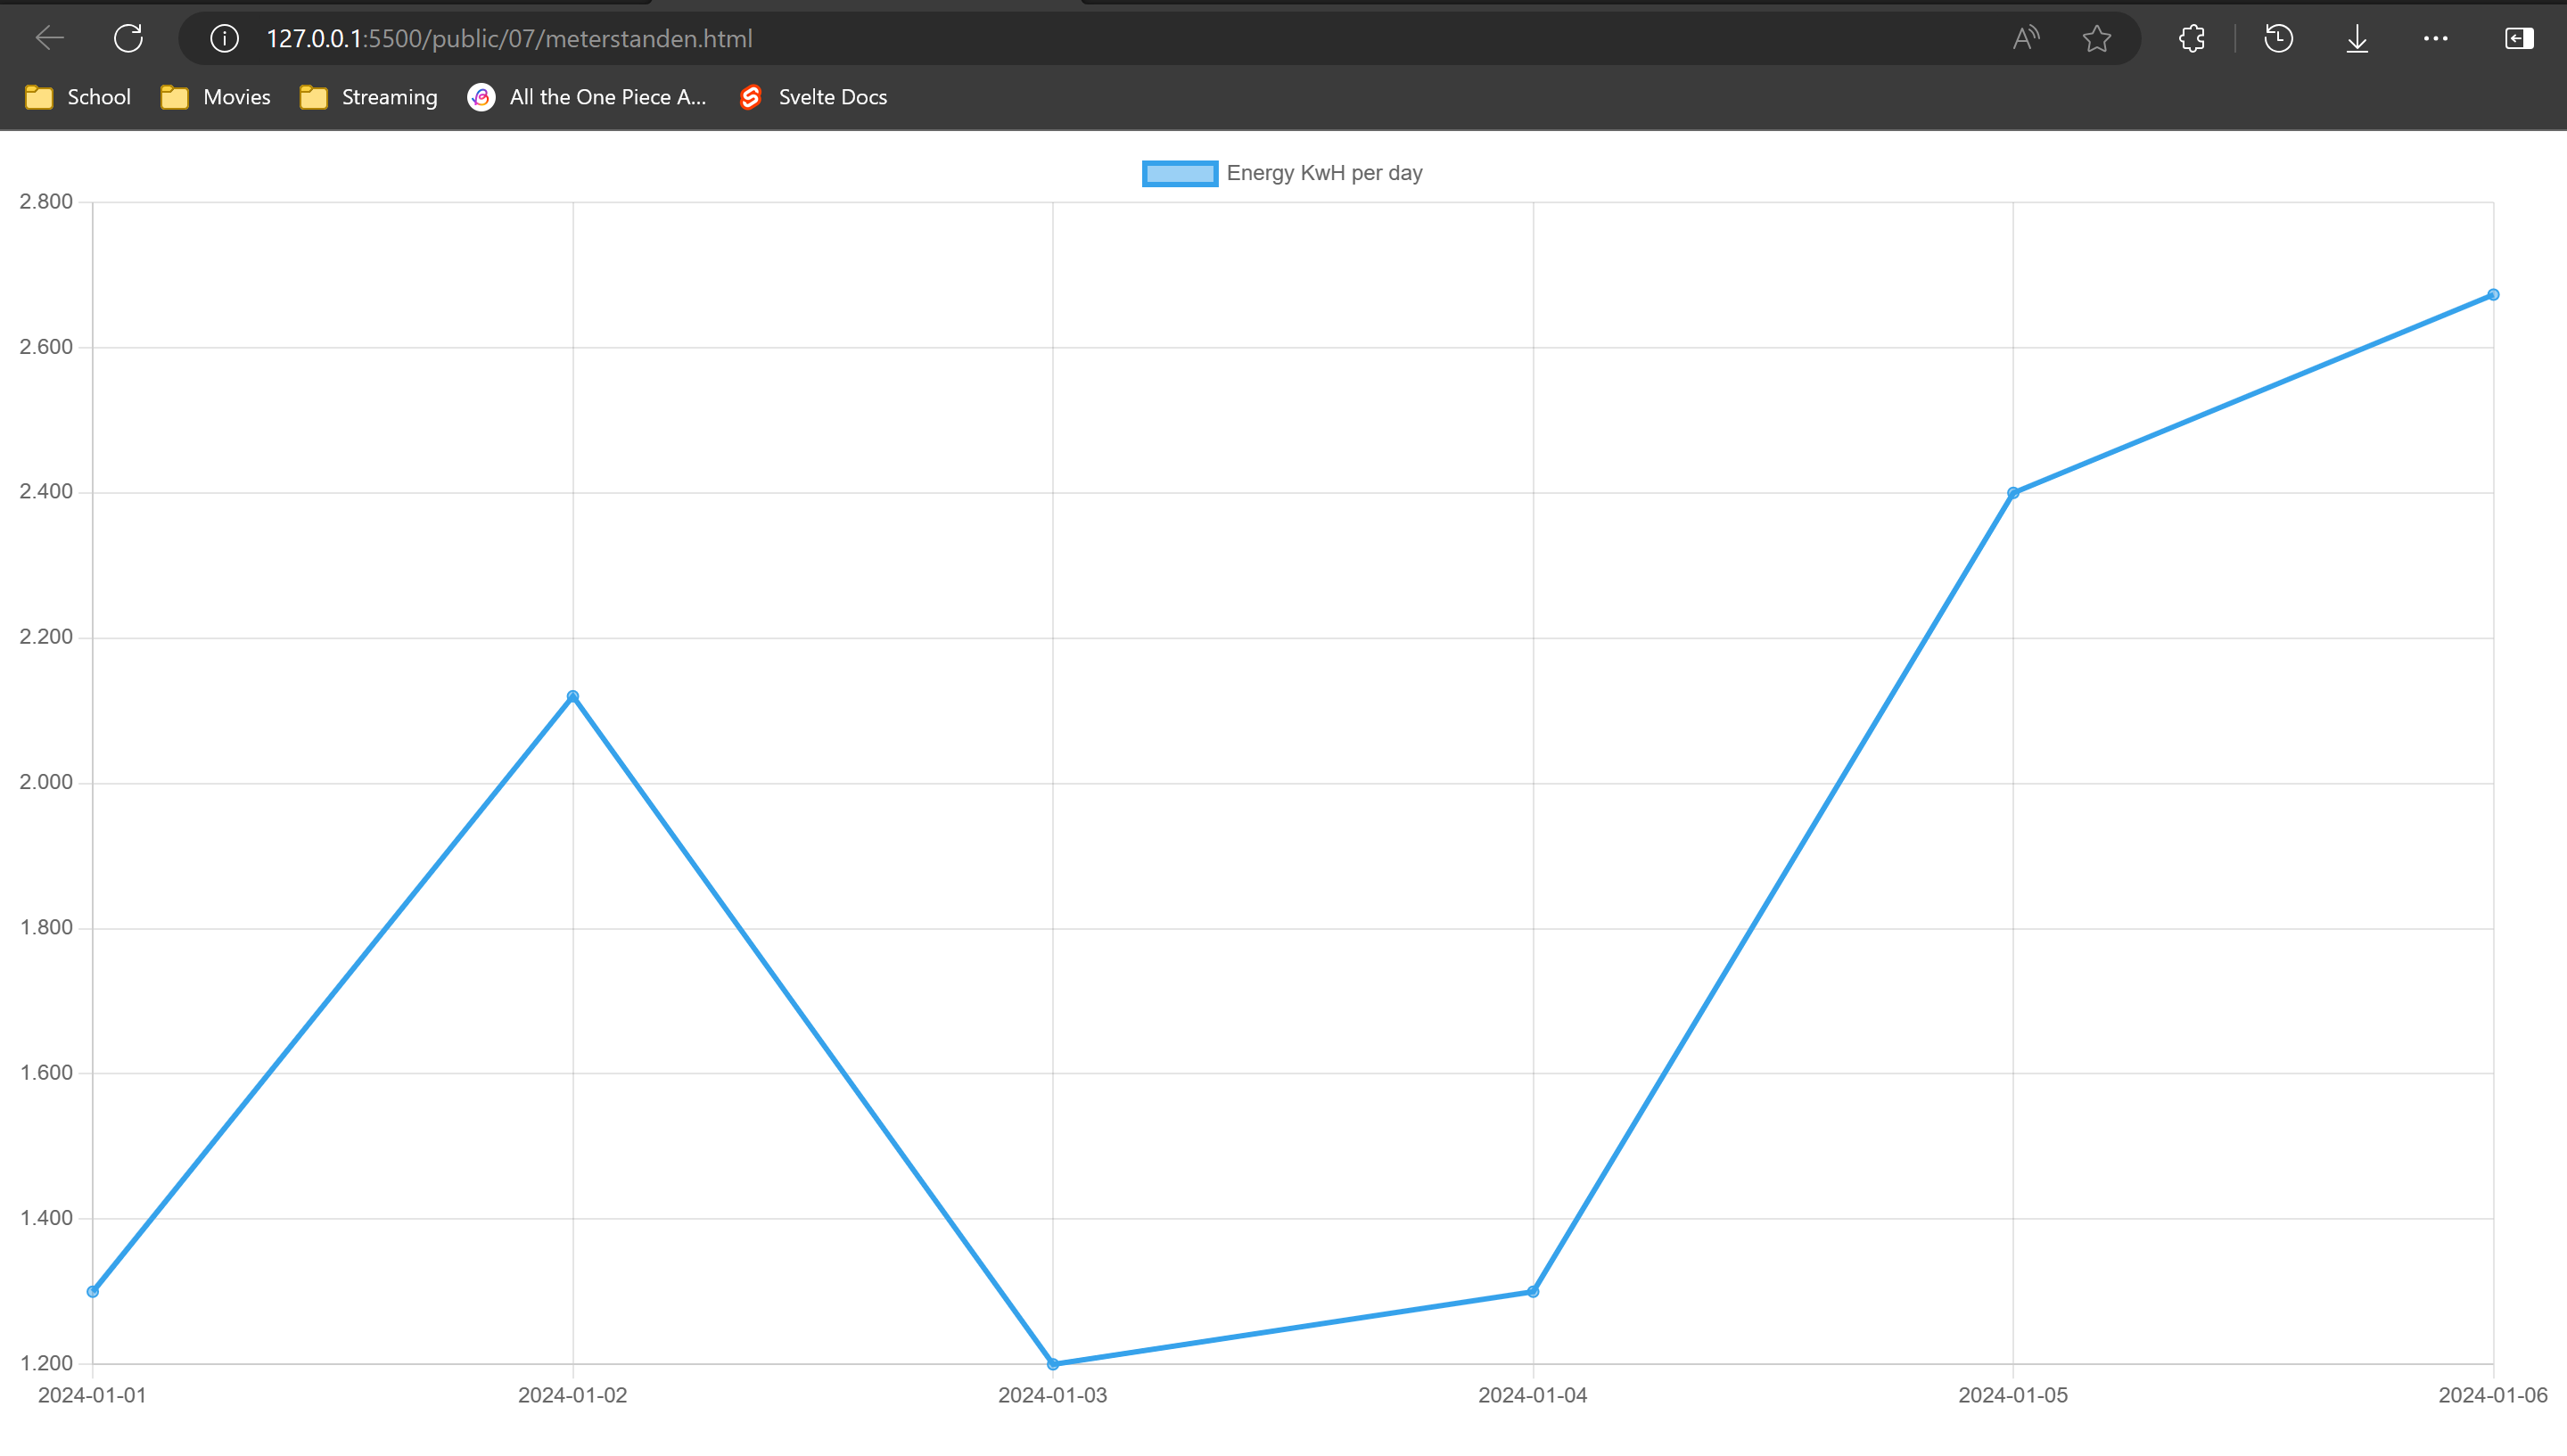 127.0.0.1:5500/public/07/meterstanden.html
School Movies Streaming All the One Piece A... Svelte Docs
Energy KwH per day
2.800
2.600
2.400
2.200
2.000
1.800
1.600
1.400
1.200
2024-01-01 2024-01-02 2024-01-03 2024-01-04 2024-01-05 2024-01-06